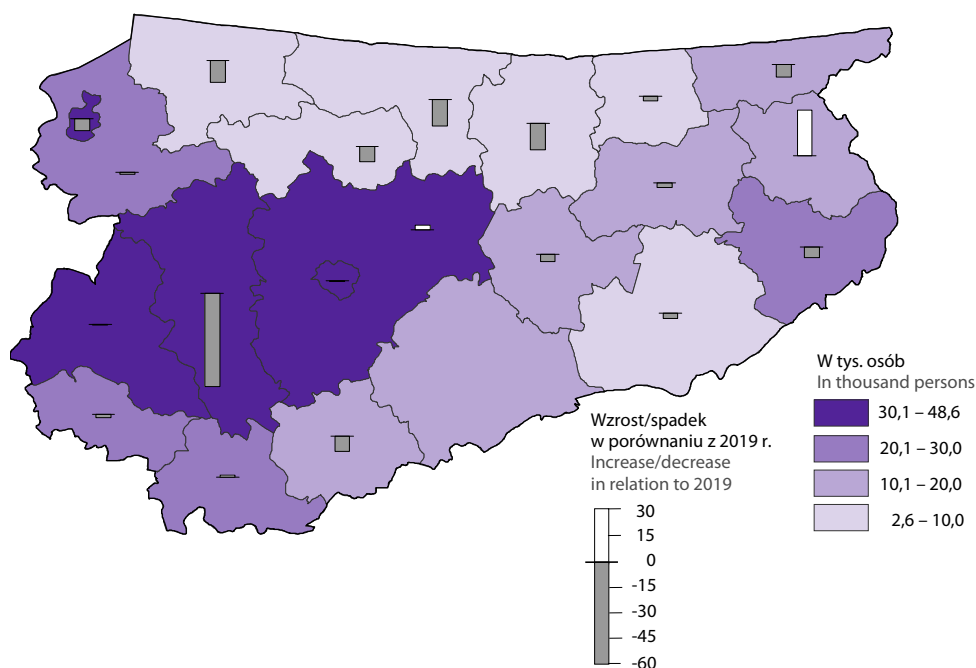 W tys. osób
In thousand persons
30,1 – 48,6
20,1 – 30,0
10,1 – 20,0
2,6 – 10,0
Wzrost/spadek
w porównaniu z 2019 r.
Increase/decrease
in relation to 2019
30
15
0
-15
-30
-45
-60